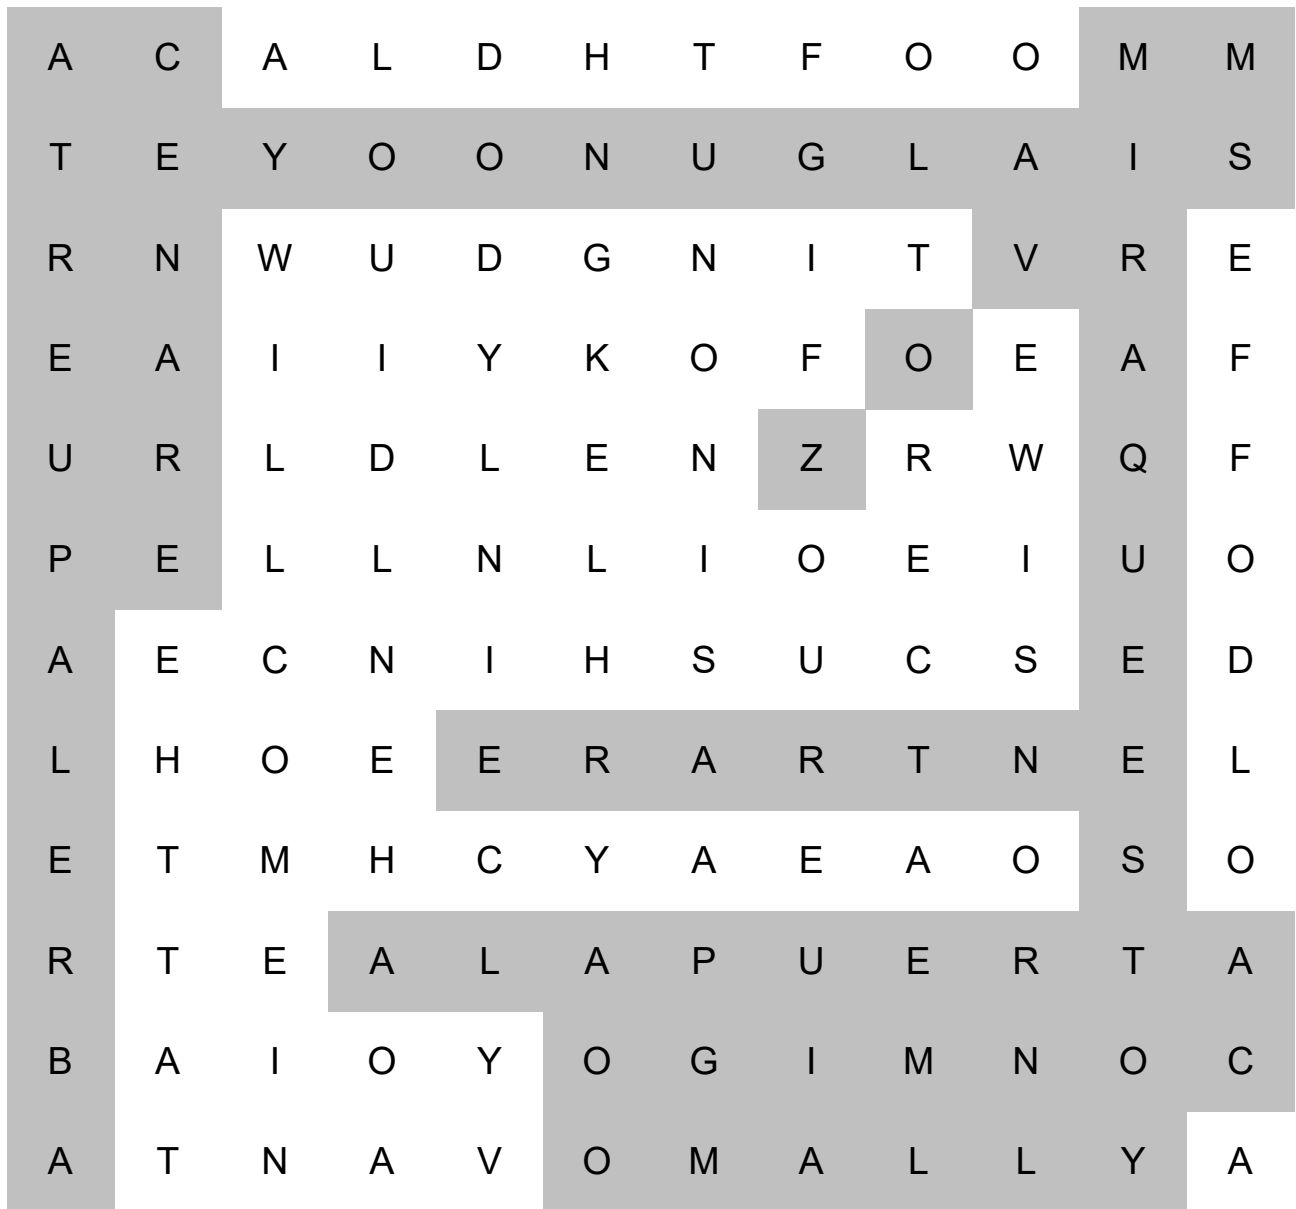 A C A L D H T F O O M M
T E Y O O N U G L A I S
R N W U D G N I T V R E
E A I I Y K O F O E A F
U R L D L E N Z R W Q F
P E L L N L I O E I U O
A E C N I H S U C S E D
L H O E E R A R T N E L
E T M H C Y A E A O S O
R T E A L A P U E R T A
B A I O Y O G I M N O C
A T N A V O M A L L Y A